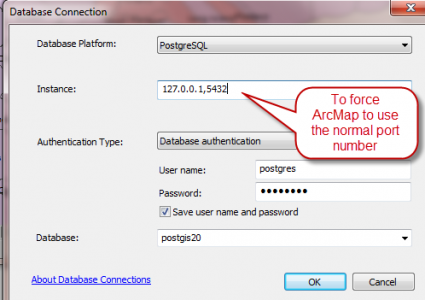 Database Connection
Database Platform:
PostgreSQL
Instance:
127.0.0.1,5432
To force
ArcMap to use
the normal port
number
Authentication Type:
Database authentication
User name:
postgres
Password:
••••••••
Save user name and password
Database:
postgis20
About Database Connections
OK
Cancel